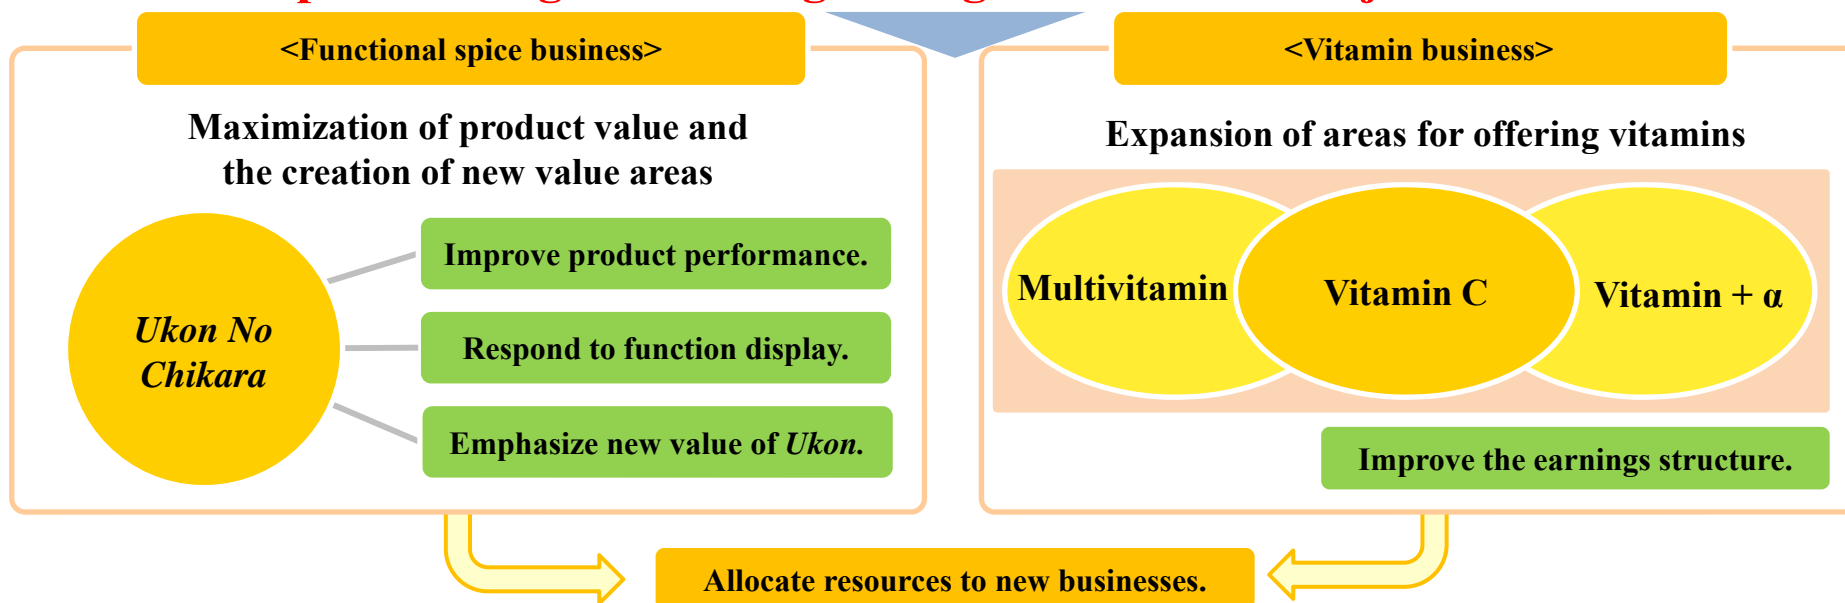 <Functional spice business>
Maximization of product value and
the creation of new value areas
Ukon No
Chikara
Improve product performance.
Respond to function display.
Emphasize new value of Ukon.
<Vitamin business>
Expansion of areas for offering vitamins
Multivitamin
Vitamin C
Vitamin + α
Improve the earnings structure.
Allocate resources to new businesses.